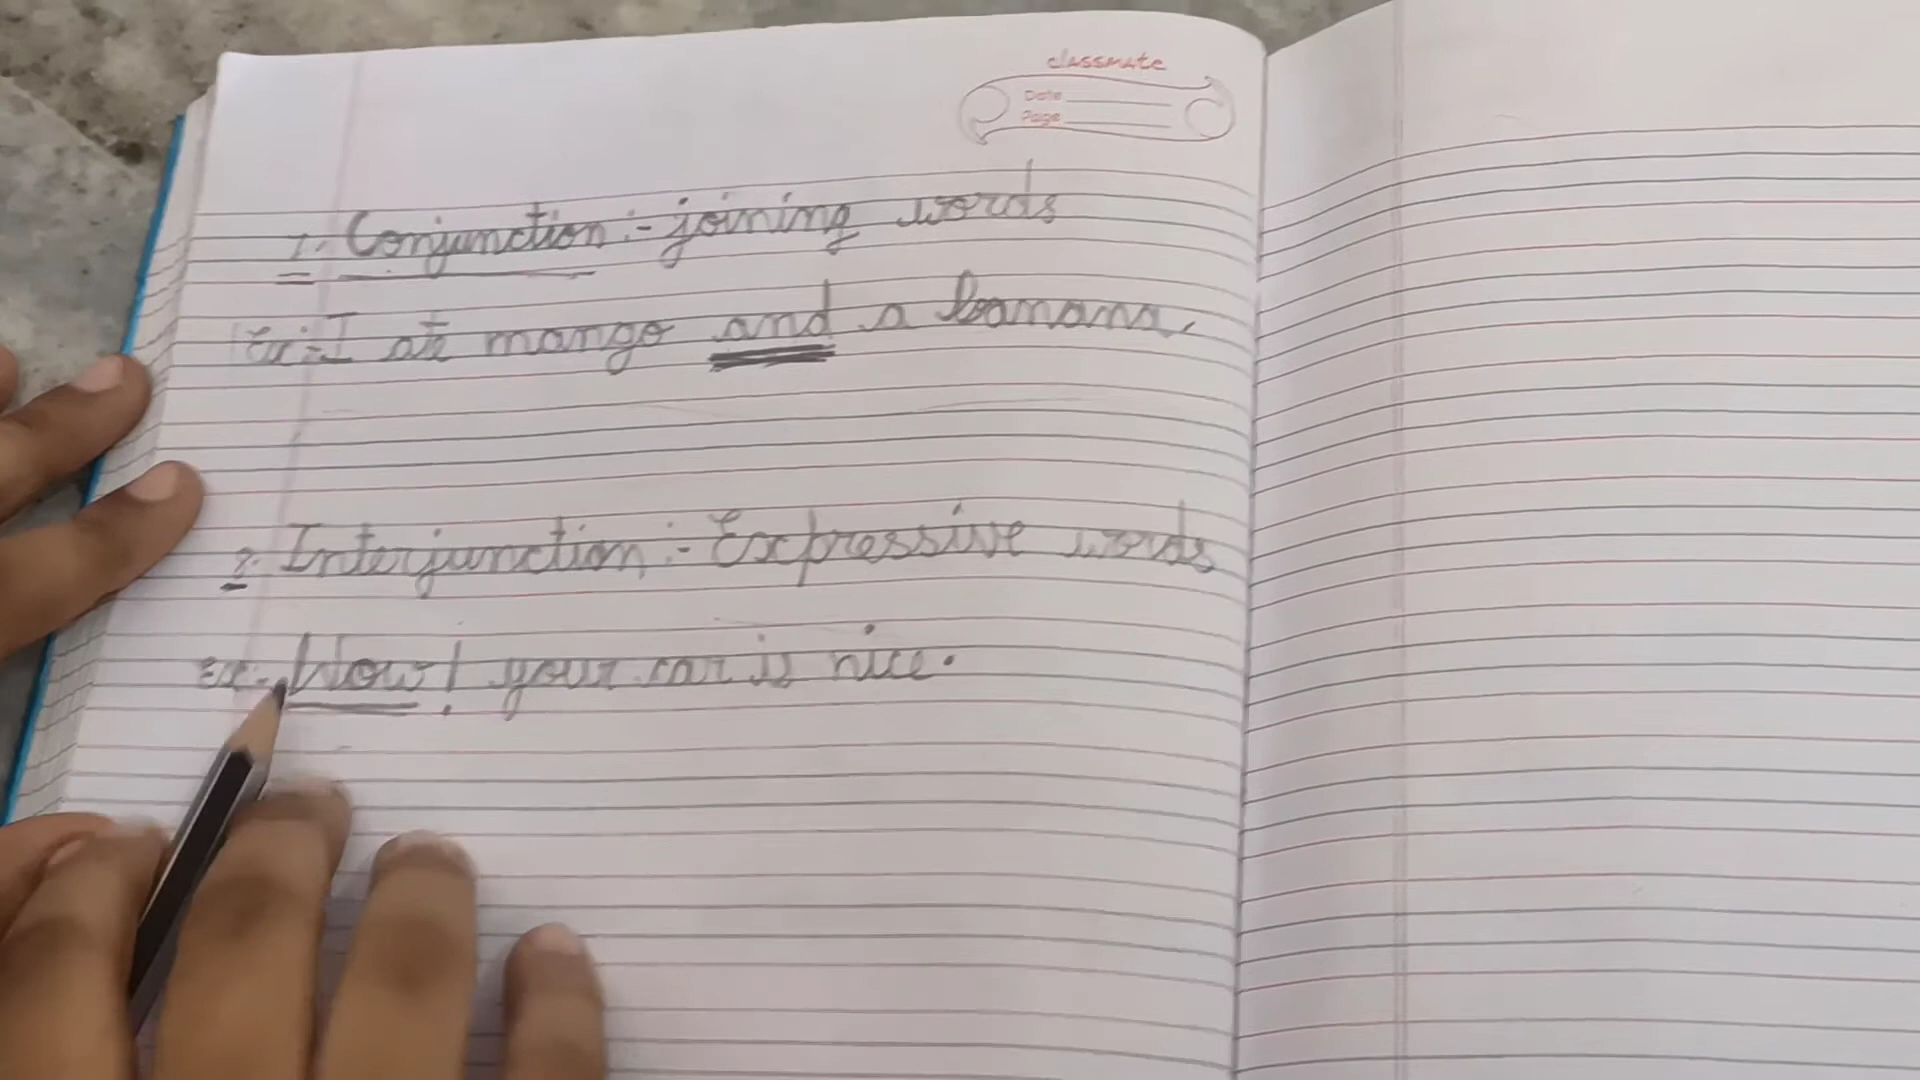 classmate
Date
Page
1. Conjunction :- joining words
Ex:- I at mango and a banana.
2. Interjunction :- Expressive words
Ex:- Wow! your car is nice.